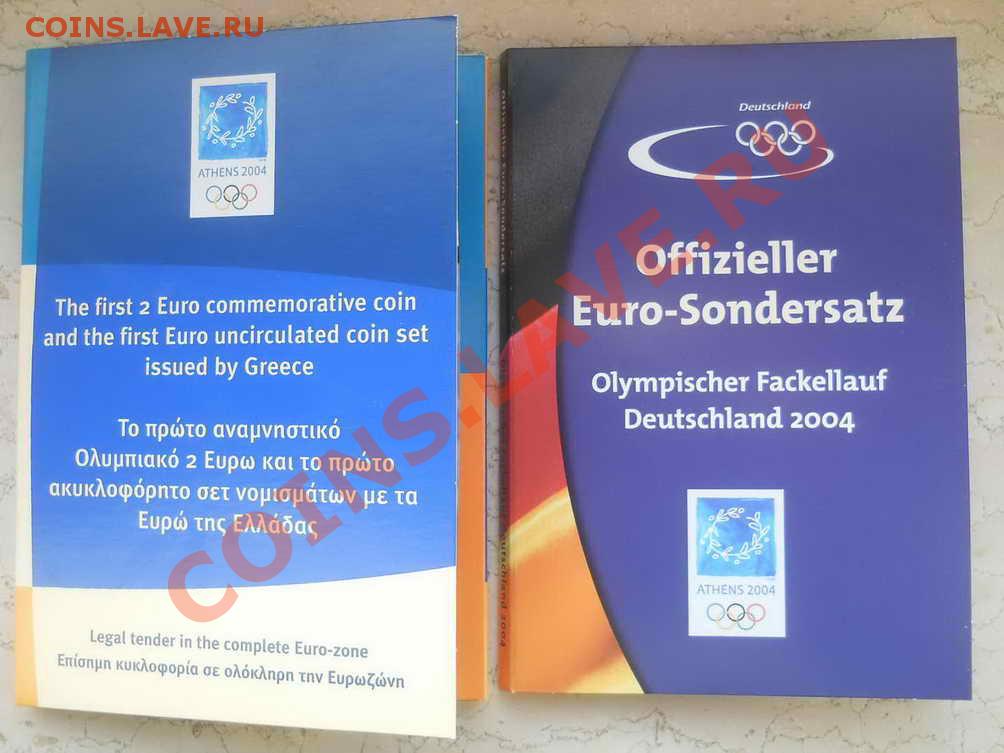 COINS.LAVE.RU
ATHENS 2004
The first 2 Euro commemorative coin
and the first Euro uncirculated coin set
issued by Greece
Το πρώτο αναμνηστικό
Ολυμπιακό 2 Ευρω και το πρώτο
ακυκλοφόρητο σετ νομισμάτων με τα
Ευρώ της Ελλάδας
Legal tender in the complete Euro-zone
Επίσημη κυκλοφορία σε ολόκληρη την Ευρωζώνη
Deutschland
Offizieller
Euro-Sondersatz
Olympischer Fackellauf
Deutschland 2004
ATHENS 2004
COINS.LAVE.RU